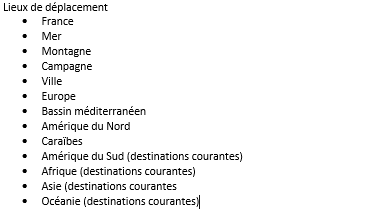 Lieux de déplacement
• France
• Mer
• Montagne
• Campagne
• Ville
• Europe
• Bassin méditerranéen
• Amérique du Nord
• Caraïbes
• Amérique du Sud (destinations courantes)
• Afrique (destinations courantes)
• Asie (destinations courantes
• Océanie (destinations courantes)